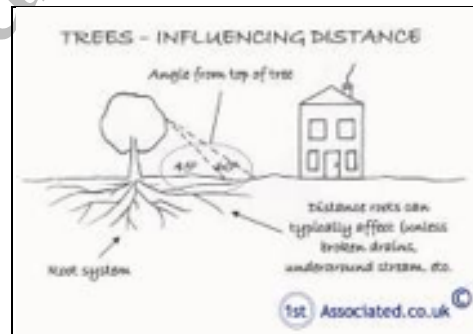 TREES – INFLUENCING DISTANCE
Angle from top of tree
45°
Distance roots can
typically affect (unless
broken drains,
underground stream, etc.
Root system
1st Associated.co.uk ©